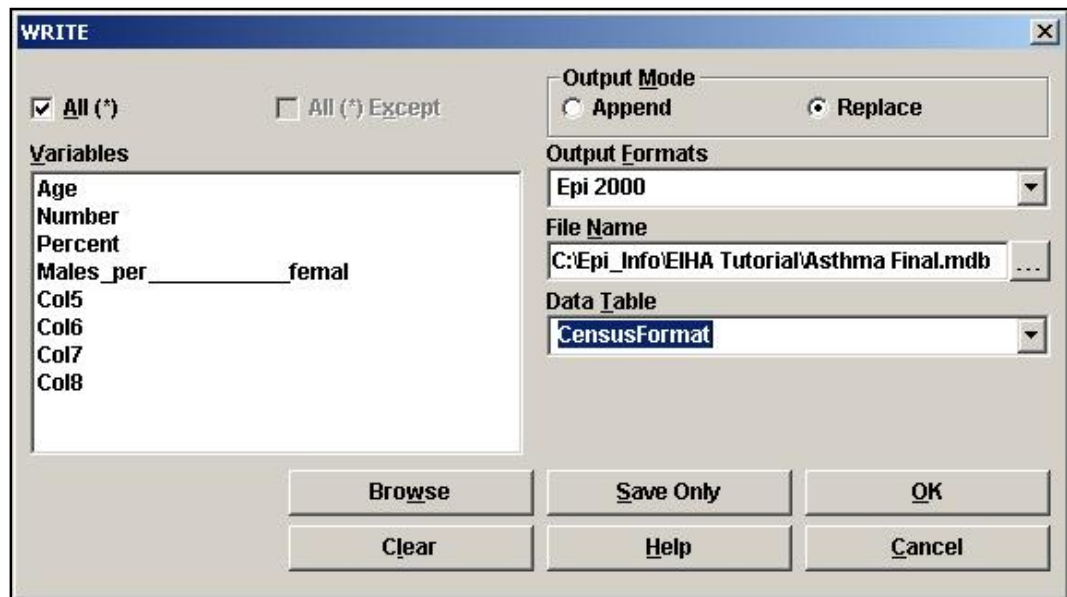 WRITE
All (*)
All (*) Except
Variables
Age
Number
Percent
Males_per____________femal
Col5
Col6
Col7
Col8
Output Mode
Append
Replace
Output Formats
Epi 2000
File Name
C:\Epi_Info\EIHA Tutorial\Asthma Final.mdb
...
Data Table
CensusFormat
Browse
Save Only
OK
Clear
Help
Cancel